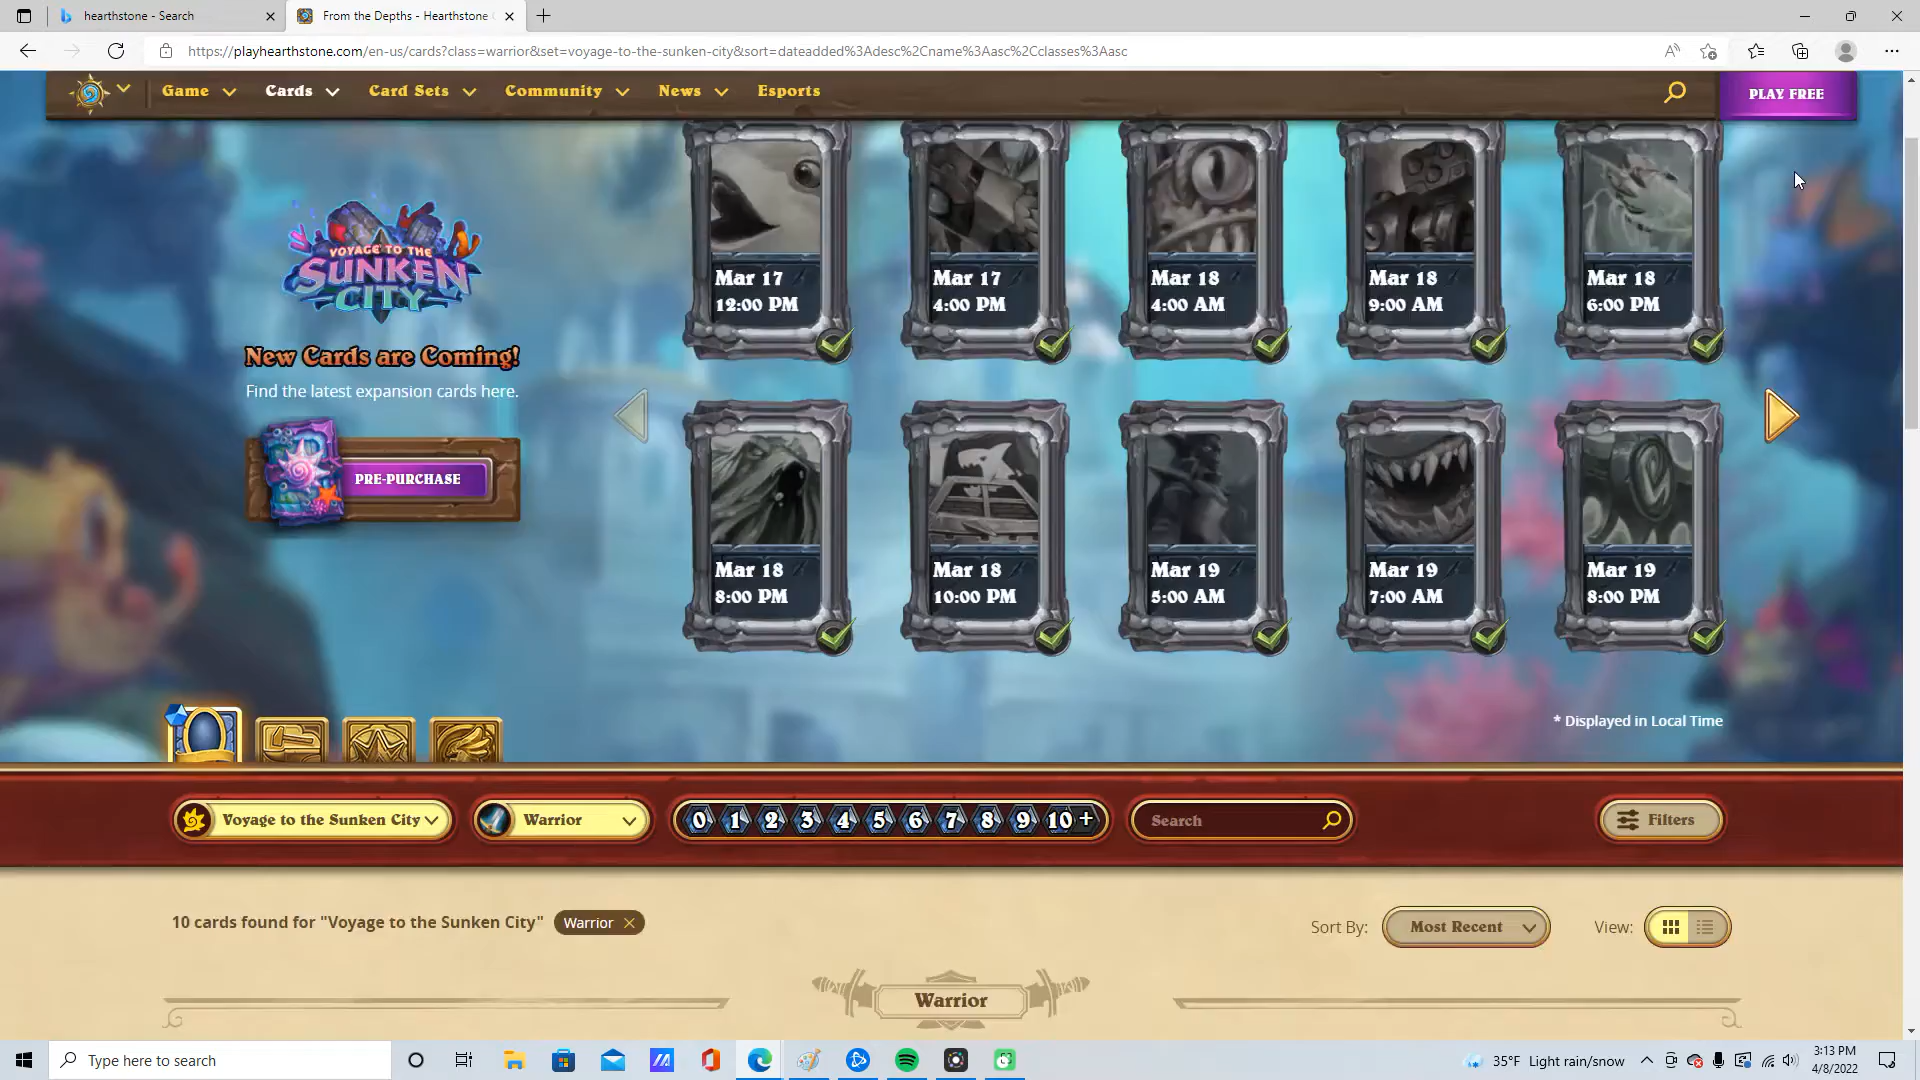 hearthstone - Search
From the Depths - Hearthstone
https://playhearthstone.com/en-us/cards?class=warrior&set=voyage-to-the-sunken-city&sort=dateadded%3Adesc%2Cname%3Aasc%2Cclasses%3Aasc
Game Cards Card Sets Community News Esports PLAY FREE
VOYAGE TO THE
SUNKEN
CITY
New Cards are Coming!
Find the latest expansion cards here.
PRE-PURCHASE
Mar 17
12:00 PM
Mar 17
4:00 PM
Mar 18
4:00 AM
Mar 18
9:00 AM
Mar 18
6:00 PM
Mar 18
8:00 PM
Mar 18
10:00 PM
Mar 19
5:00 AM
Mar 19
7:00 AM
Mar 19
8:00 PM
* Displayed in Local Time
Voyage to the Sunken City Warrior 0 1 2 3 4 5 6 7 8 9 10 + Search Filters
10 cards found for "Voyage to the Sunken City" Warrior Sort By: Most Recent View:
Warrior
Type here to search
35°F Light rain/snow
3:13 PM
4/8/2022